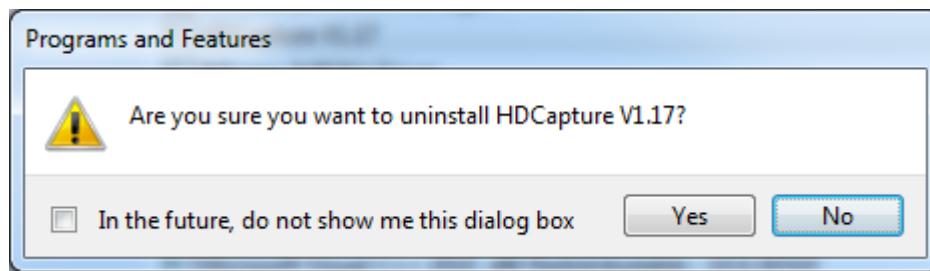 Programs and Features
Are you sure you want to uninstall HDCapture V1.17?
In the future, do not show me this dialog box
Yes
No